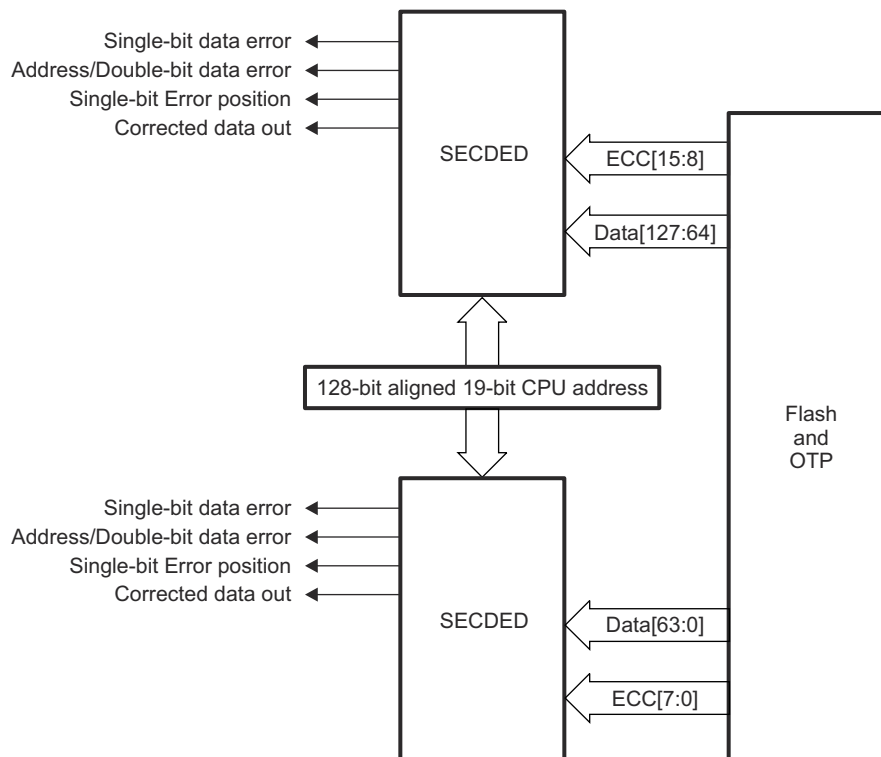 Single-bit data error
Address/Double-bit data error
Single-bit Error position
Corrected data out
SECDED
ECC[15:8]
Data[127:64]
128-bit aligned 19-bit CPU address
Flash
and
OTP
Single-bit data error
Address/Double-bit data error
Single-bit Error position
Corrected data out
SECDED
Data[63:0]
ECC[7:0]